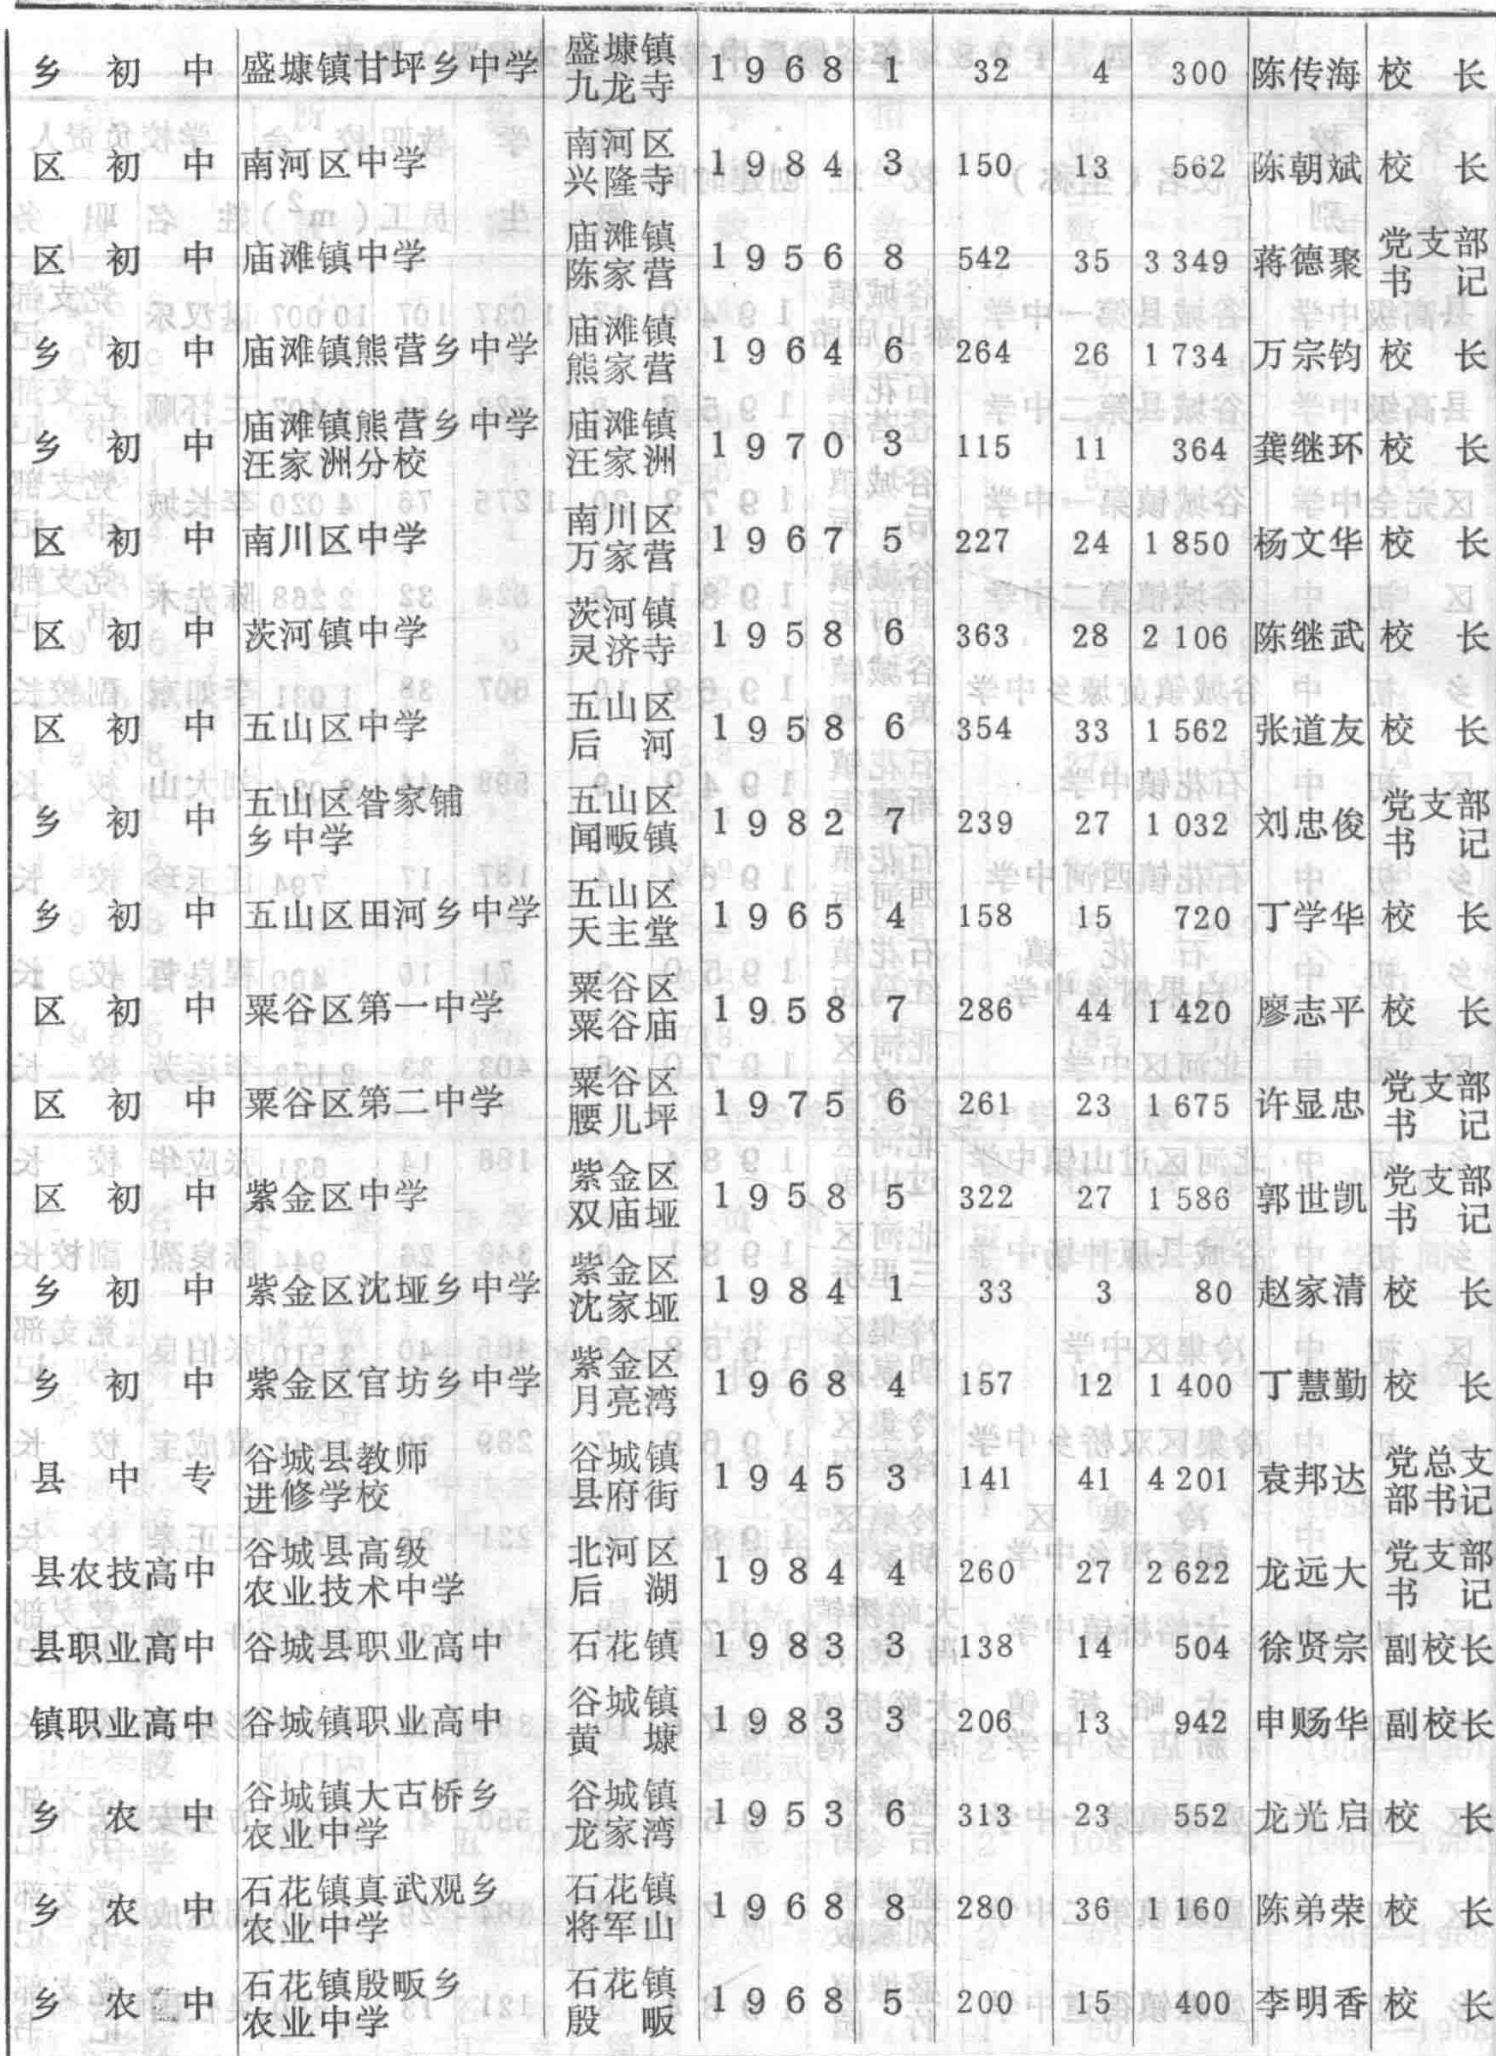 乡初中 盛塘镇甘坪乡中学 盛塘镇九龙寺 1968 1 32 4 300 陈传海 校长
区初中 南河区中学 南河区兴隆寺 1984 3 150 13 562 陈朝斌 校长
区初中 庙滩镇中学 庙滩镇陈家营 1956 8 542 35 3349 蒋德聚 党支部书记
乡初中 庙滩镇熊营乡中学 庙滩镇熊家营 1964 6 264 26 1734 万宗钧 校长
乡初中 庙滩镇熊营乡中学汪家洲分校 庙滩镇汪家洲 1970 3 115 11 364 龚继环 校长
区初中 南川区中学 南川区万家营 1967 5 227 24 1850 杨文华 校长
区初中 茨河镇中学 茨河镇灵济寺 1958 6 363 28 2106 陈继武 校长
区初中 五山区中学 五山区后河 1958 6 354 33 1562 张道友 校长
乡初中 五山区昝家铺乡中学 五山区闻畈镇 1982 7 239 27 1032 刘忠俊 党支部书记
乡初中 五山区田河乡中学 五山区天主堂 1965 4 158 15 720 丁学华 校长
区初中 粟谷区第一中学 粟谷区粟谷庙 1958 7 286 44 1420 廖志平 校长
区初中 粟谷区第二中学 粟谷区腰儿坪 1975 6 261 23 1675 许显忠 党支部书记
区初中 紫金区中学 紫金区双庙垭 1958 5 322 27 1586 郭世凯 党支部书记
乡初中 紫金区沈垭乡中学 紫金区沈家垭 1984 1 33 3 80 赵家清 校长
乡初中 紫金区官坊乡中学 紫金区月亮湾 1968 4 157 12 1400 丁慧勤 校长
县中专 谷城县教师进修学校 谷城镇县府街 1945 3 141 41 4201 袁邦达 党总支部书记
县农技高中 谷城县高级农业技术中学 北河区后湖 1984 4 260 27 2622 龙远大 党支部书记
县职业高中 谷城县职业高中 石花镇 1983 3 138 14 504 徐贤宗 副校长
镇职业高中 谷城镇职业高中 谷城镇黄塘 1983 3 206 13 942 申赐华 副校长
乡农中 谷城镇大古桥乡农业中学 谷城镇龙家湾 1953 6 313 23 552 龙光启 校长
乡农中 石花镇真武观乡农业中学 石花镇将军山 1968 8 280 36 1160 陈弟荣 校长
乡农中 石花镇殷畈乡农业中学 石花镇殷畈 1968 5 200 15 400 李明香 校长